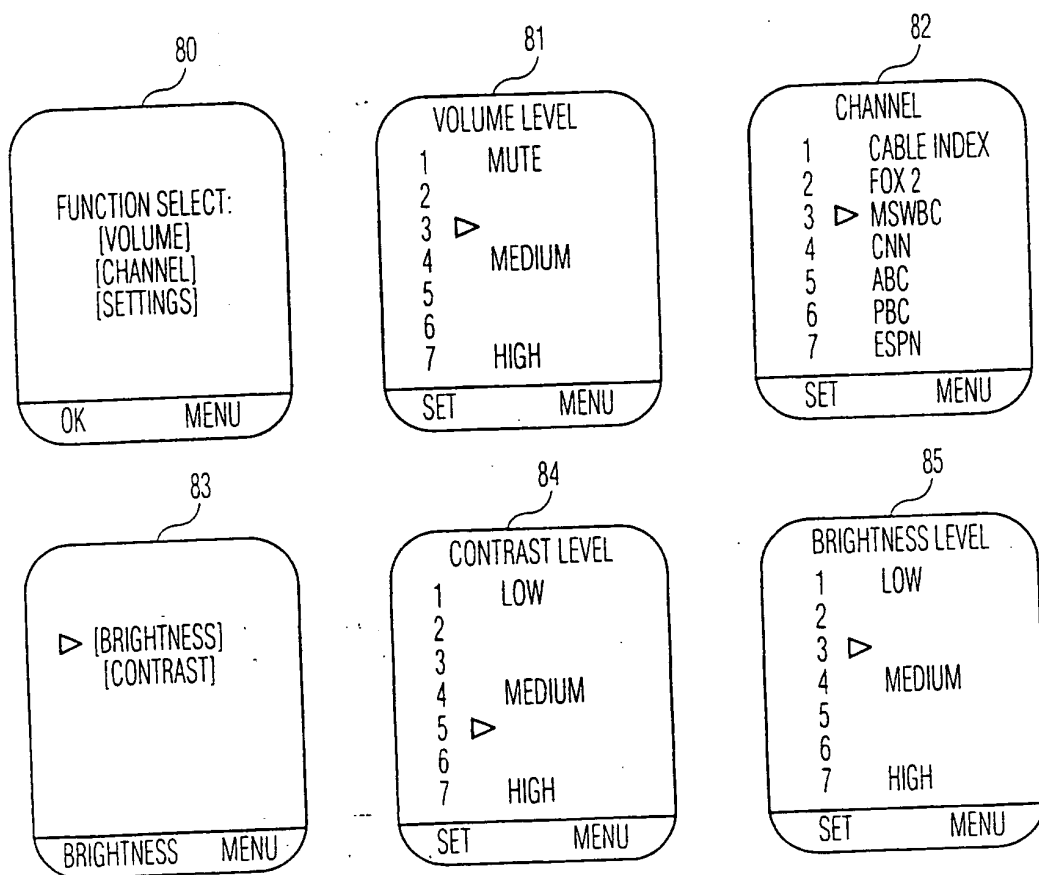 80
FUNCTION SELECT:
[VOLUME]
[CHANNEL]
[SETTINGS]
OK MENU
81
VOLUME LEVEL
1 MUTE
2
3 ▷
4 MEDIUM
5
6
7 HIGH
SET MENU
82
CHANNEL
1 CABLE INDEX
2 FOX 2
3 ▷ MSWBC
4 CNN
5 ABC
6 PBC
7 ESPN
SET MENU
83
▷ [BRIGHTNESS]
[CONTRAST]
BRIGHTNESS MENU
84
CONTRAST LEVEL
1 LOW
2
3
4 MEDIUM
5 ▷
6
7 HIGH
SET MENU
85
BRIGHTNESS LEVEL
1 LOW
2
3 ▷
4 MEDIUM
5
6
7 HIGH
SET MENU